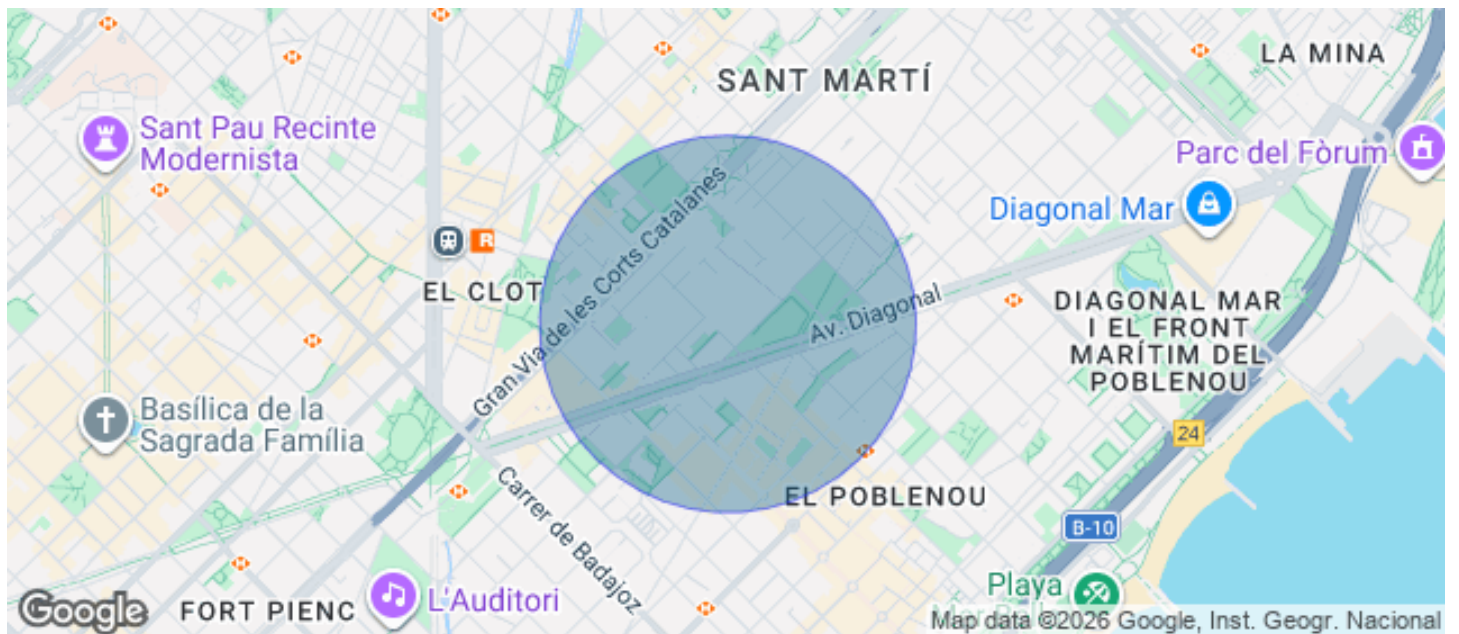 SANT MARTÍ
LA MINA
Sant Pau Recinte
Modernista
Parc del Fòrum
Diagonal Mar
R
EL CLOT
Gran Via de les Corts Catalanes
Av. Diagonal
DIAGONAL MAR
I EL FRONT
MARÍTIM DEL
POBLENOU
Basílica de la
Sagrada Família
24
Carrer de Badajoz
EL POBLENOU
B-10
Playa
Google
FORT PIENC
L'Auditori
Map data ©2026 Google, Inst. Geogr. Nacional